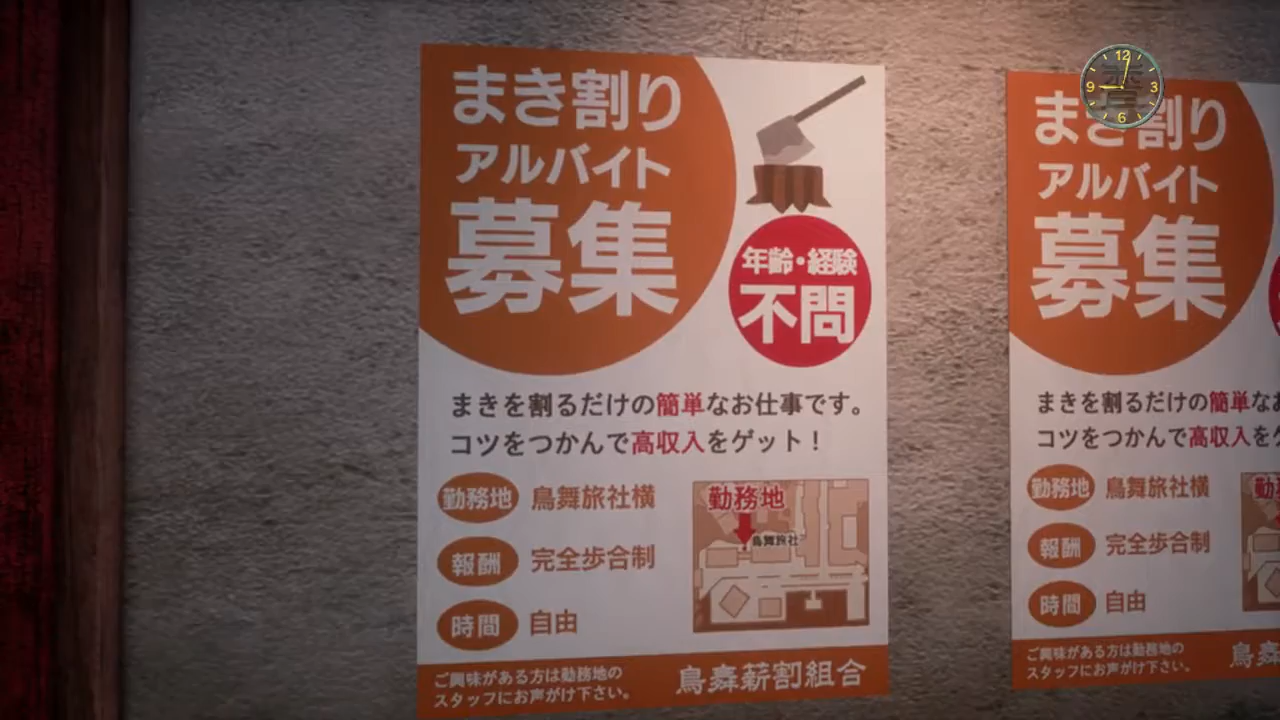 まき割り
アルバイト
募集
年齢・経験
不問
まきを割るだけの簡単なお仕事です。
コツをつかんで高収入をゲット！
勤務地 鳥舞旅社横
報酬 完全歩合制
時間 自由
勤務地
鳥舞旅社
ご興味がある方は勤務地の
スタッフにお声がけ下さい。
鳥舞薪割組合
まき割り
アルバイト
募集
まきを割るだけの簡単な
コツをつかんで高収入を
勤務地 鳥舞旅社横
報酬 完全歩合制
時間 自由
ご興味がある方は勤務地の
スタッフにお声がけ下さい。
鳥
12
3
6
9